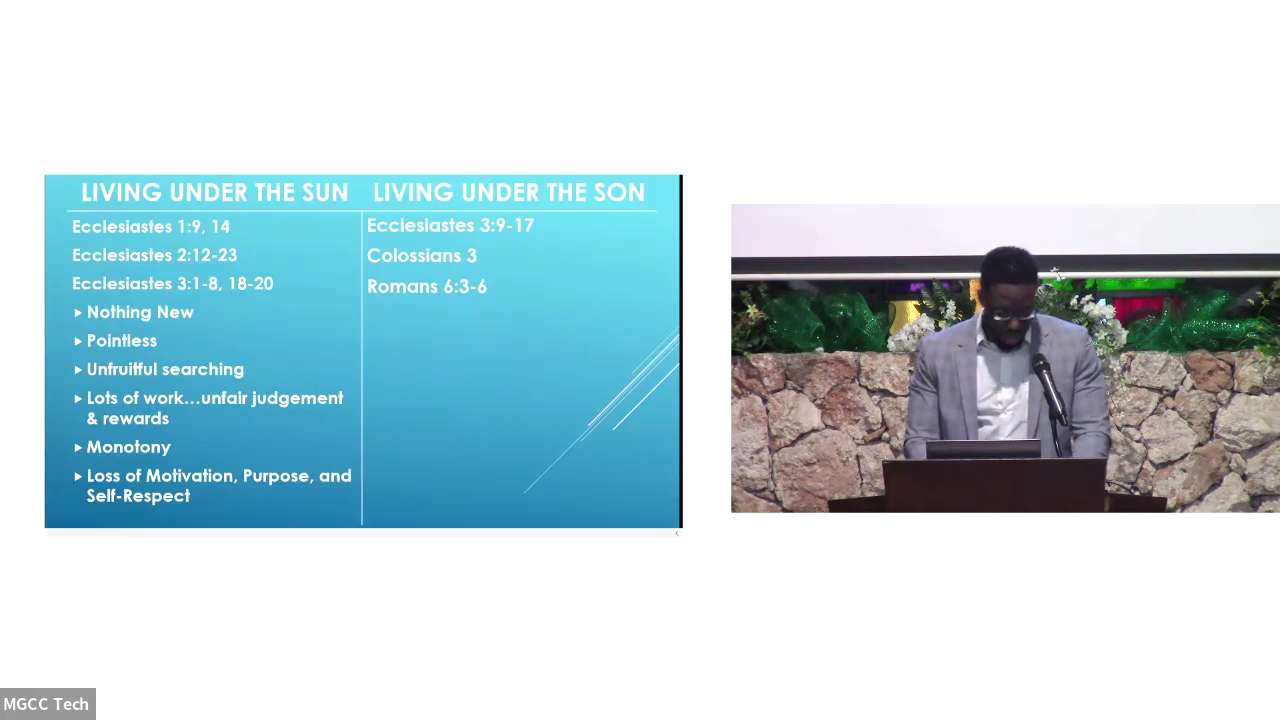 LIVING UNDER THE SUN
Ecclesiastes 1:9, 14
Ecclesiastes 2:12-23
Ecclesiastes 3:1-8, 18-20
Nothing New
Pointless
Unfruitful searching
Lots of work...unfair judgement
& rewards
Monotony
Loss of Motivation, Purpose, and
Self-Respect
LIVING UNDER THE SON
Ecclesiastes 3:9-17
Colossians 3
Romans 6:3-6
MGCC Tech